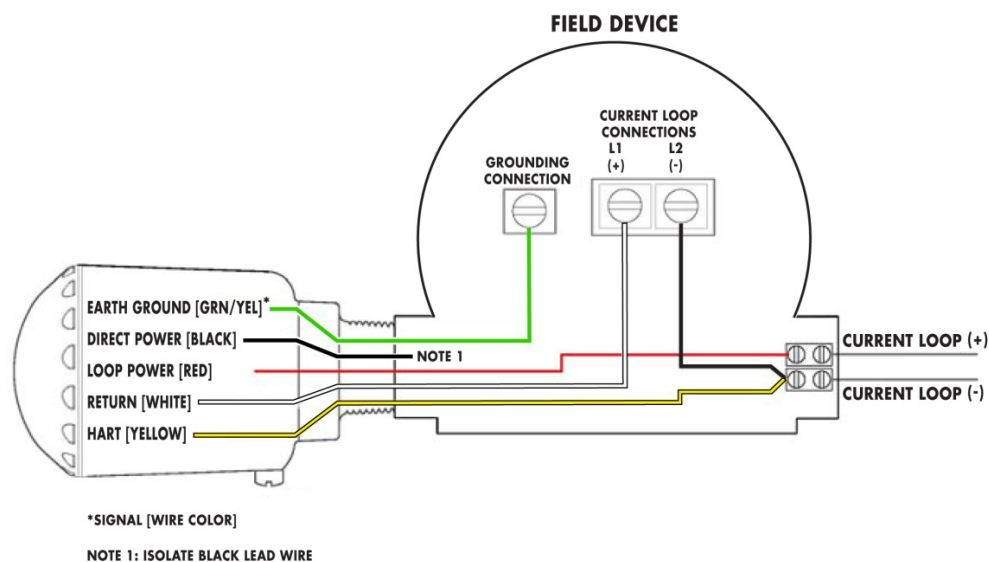 FIELD DEVICE
CURRENT LOOP
CONNECTIONS
L1 L2
(+) (-)
GROUNDING
CONNECTION
EARTH GROUND [GRN/YEL]*
DIRECT POWER [BLACK]
NOTE 1
LOOP POWER [RED]
RETURN [WHITE]
HART [YELLOW]
CURRENT LOOP (+)
CURRENT LOOP (-)
*SIGNAL [WIRE COLOR]
NOTE 1: ISOLATE BLACK LEAD WIRE